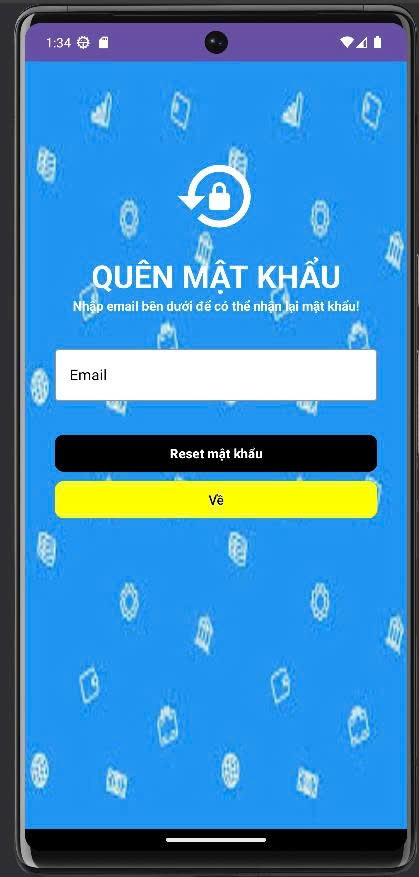 1:34
QUÊN MẬT KHẨU
Nhập email bên dưới để có thể nhận lại mật khẩu!
Email
Reset mật khẩu
Về